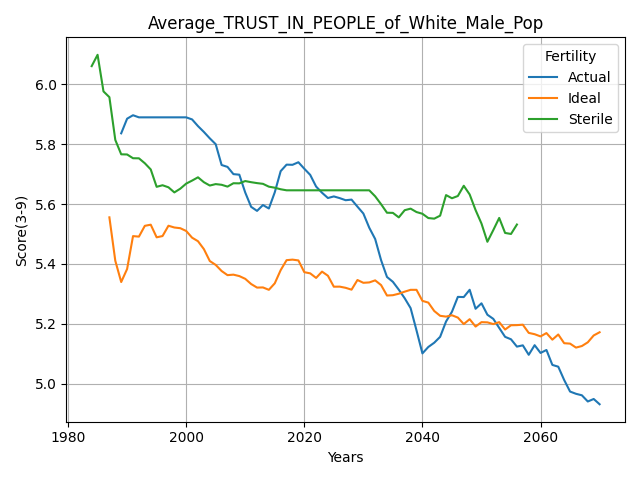 Average_TRUST_IN_PEOPLE_of_White_Male_Pop
Fertility
Actual
Ideal
Sterile
Score(3-9)
6.0
5.8
5.6
5.4
5.2
5.0
1980 2000 2020 2040 2060
Years